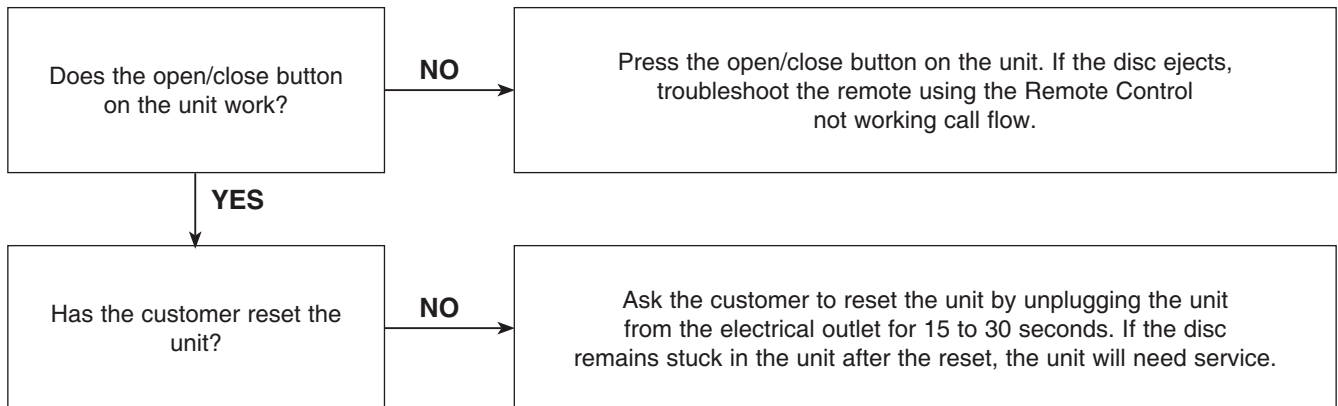 Does the open/close button
on the unit work?
NO
Press the open/close button on the unit. If the disc ejects,
troubleshoot the remote using the Remote Control
not working call flow.
YES
Has the customer reset the
unit?
NO
Ask the customer to reset the unit by unplugging the unit
from the electrical outlet for 15 to 30 seconds. If the disc
remains stuck in the unit after the reset, the unit will need service.